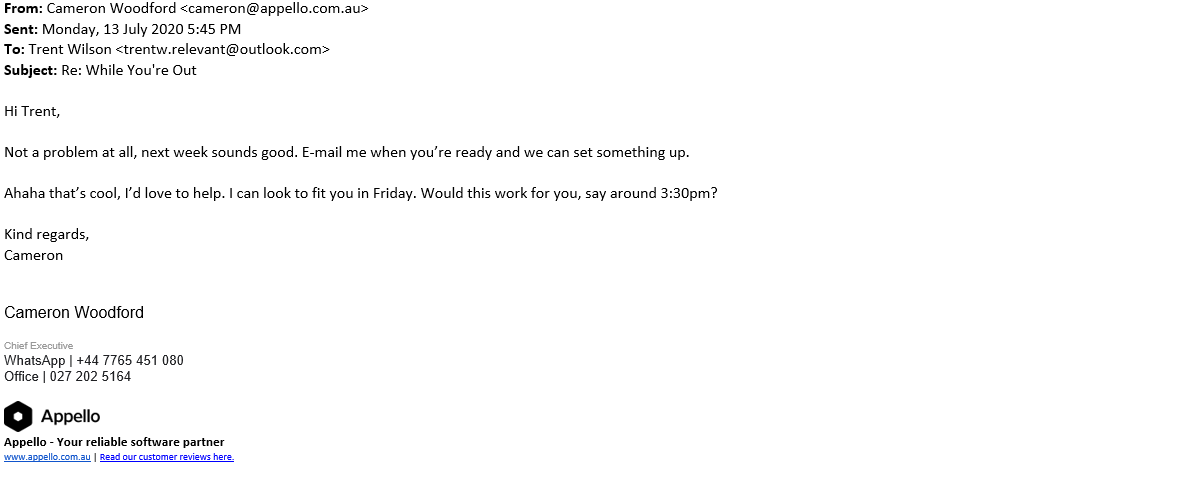 From: Cameron Woodford <cameron@appello.com.au>
Sent: Monday, 13 July 2020 5:45 PM
To: Trent Wilson <trentw.relevant@outlook.com>
Subject: Re: While You're Out
Hi Trent,
Not a problem at all, next week sounds good. E-mail me when you’re ready and we can set something up.
Ahaha that’s cool, I’d love to help. I can look to fit you in Friday. Would this work for you, say around 3:30pm?
Kind regards,
Cameron
Cameron Woodford
Chief Executive
WhatsApp | +44 7765 451 080
Office | 027 202 5164
Appello
Appello - Your reliable software partner
www.appello.com.au | Read our customer reviews here.